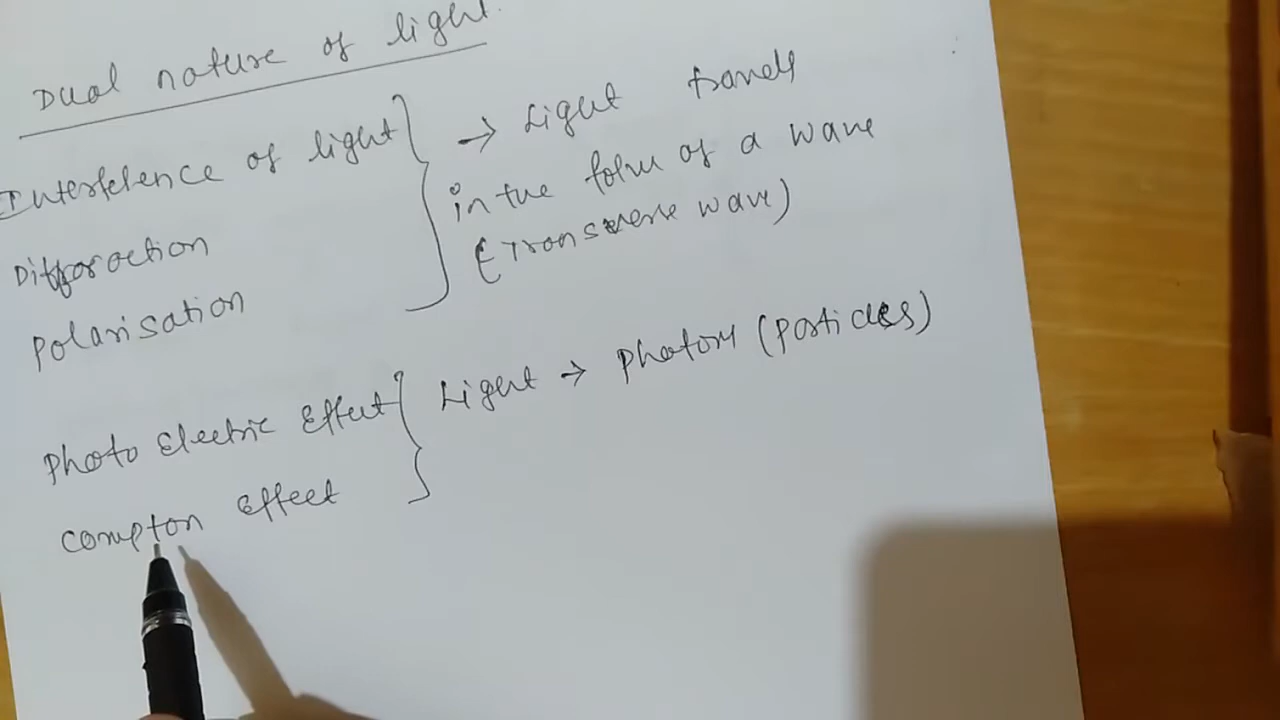 Dual nature of light.
Interference of light } → Light travels
in the form of a wave
Diffraction
(Transverse wave)
Polarisation
Photo Electric Effect } Light → Photons (Particles)
Compton Effect